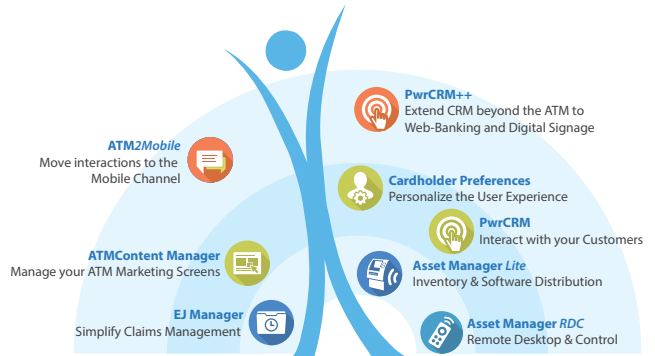 PwrCRM++
Extend CRM beyond the ATM to
Web-Banking and Digital Signage
ATM2Mobile
Move interactions to the
Mobile Channel
Cardholder Preferences
Personalize the User Experience
PwrCRM
Interact with your Customers
ATMContent Manager
Manage your ATM Marketing Screens
Asset Manager Lite
Inventory & Software Distribution
EJ Manager
Simplify Claims Management
Asset Manager RDC
Remote Desktop & Control